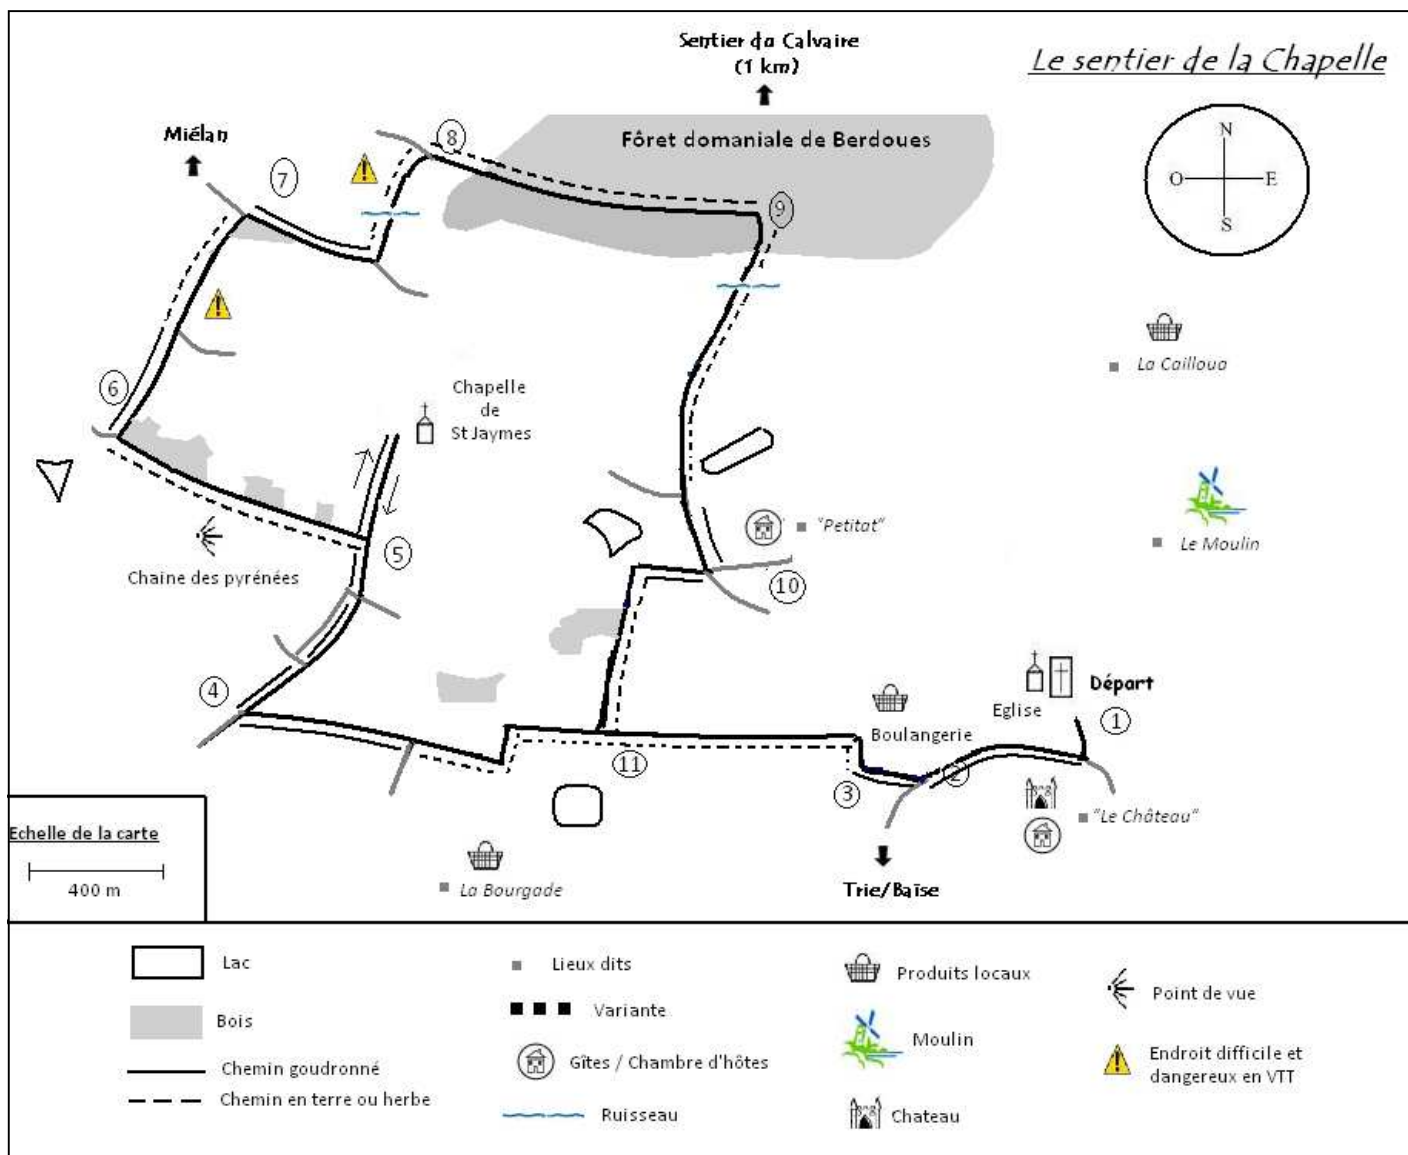 Le sentier de la Chapelle
Sentier du Calvaire
(1 km)
Fôret domaniale de Berdoues
Miélan
N
O
E
S
8
7
9
6
Chapelle
de
St Jaymes
La Cailloua
"Petitat"
Le Moulin
5
Chaine des pyrénées
10
4
Eglise
Départ
1
Boulangerie
2
11
3
"Le Château"
Trie/Baïse
La Bourgade
Echelle de la carte
400 m
Lac
Bois
Chemin goudronné
Chemin en terre ou herbe
Lieux dits
Variante
Gîtes / Chambre d'hôtes
Ruisseau
Produits locaux
Moulin
Chateau
Point de vue
Endroit difficile et
dangereux en VTT